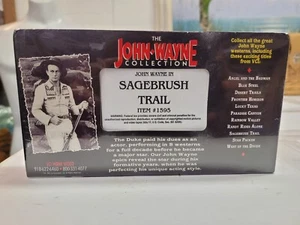 THE
JOHN WAYNE
COLLECTION
JOHN WAYNE IN
SAGEBRUSH
TRAIL
ITEM #1595
Collect all the great
John Wayne
westerns, including
these exciting titles
from VCI:
ANGEL AND THE BADMAN
BLUE STEEL
DESERT TRAILS
FRONTIER HORIZON
LUCKY TEXAN
PARADISE CANYON
RAINBOW VALLEY
RANDY RIDES ALONE
SAGEBRUSH TRAIL
STAR PACKER
WEST OF THE DIVIDE
The Duke paid his dues as an
actor, performing in B westerns
for a full decade before he became
a major star. Our John Wayne
epics reveal the star during his
formative years, when he was
perfecting his unique acting style.